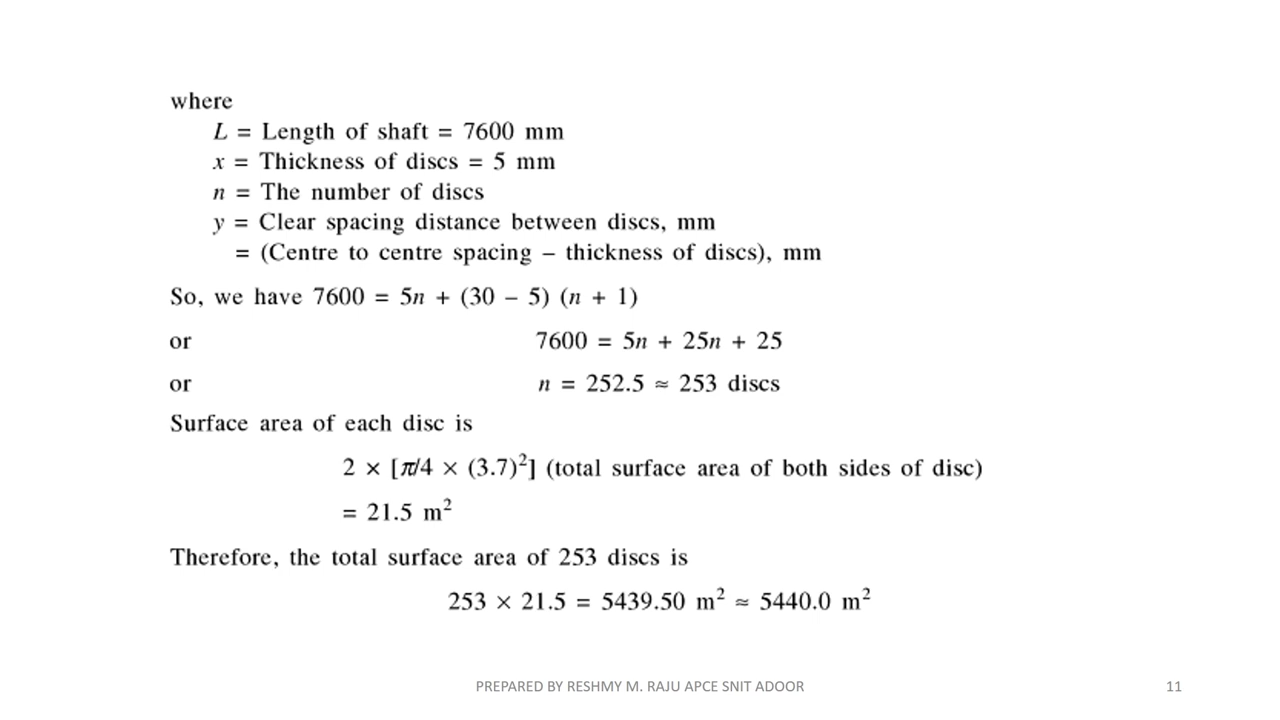 where
L = Length of shaft = 7600 mm
x = Thickness of discs = 5 mm
n = The number of discs
y = Clear spacing distance between discs, mm
= (Centre to centre spacing – thickness of discs), mm
So, we have 7600 = 5n + (30 – 5) (n + 1)
or 7600 = 5n + 25n + 25
or n = 252.5 ≈ 253 discs
Surface area of each disc is
2 × [π/4 × (3.7)²] (total surface area of both sides of disc)
= 21.5 m²
Therefore, the total surface area of 253 discs is
253 × 21.5 = 5439.50 m² ≈ 5440.0 m²
PREPARED BY RESHMY M. RAJU APCE SNIT ADOOR 11